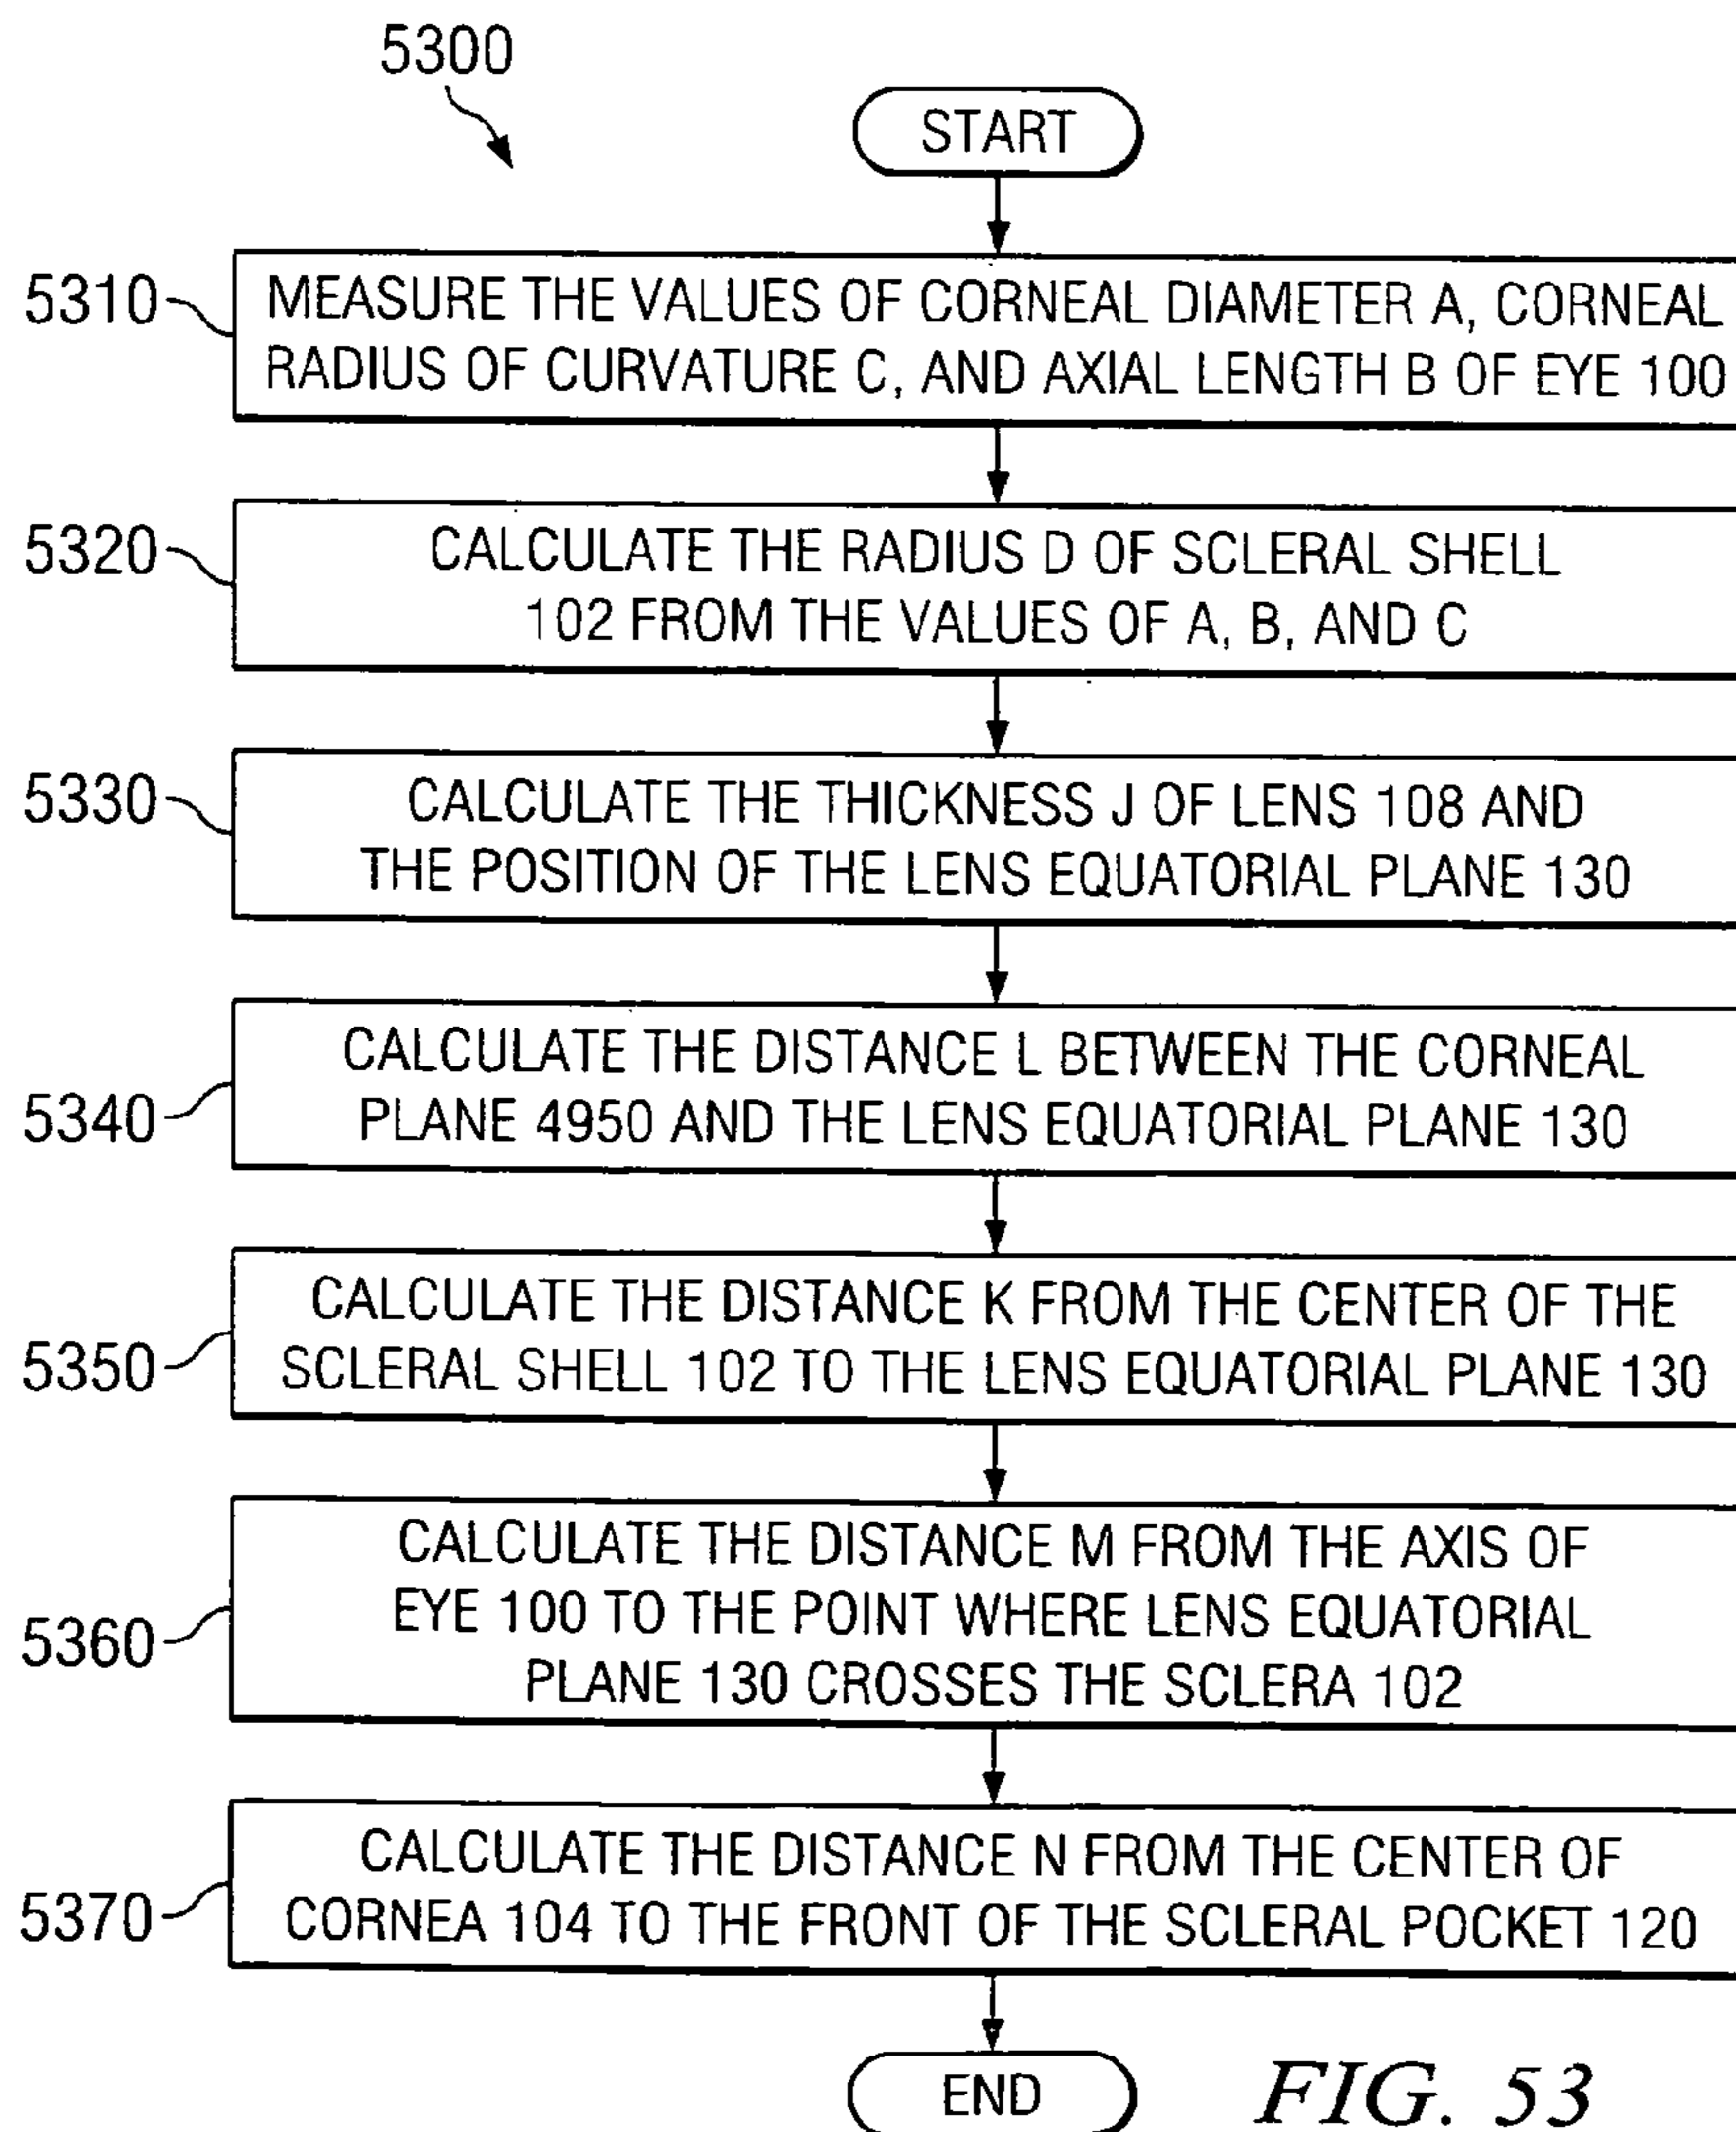 5300
START
5310
MEASURE THE VALUES OF CORNEAL DIAMETER A, CORNEAL
RADIUS OF CURVATURE C, AND AXIAL LENGTH B OF EYE 100
5320
CALCULATE THE RADIUS D OF SCLERAL SHELL
102 FROM THE VALUES OF A, B, AND C
5330
CALCULATE THE THICKNESS J OF LENS 108 AND
THE POSITION OF THE LENS EQUATORIAL PLANE 130
5340
CALCULATE THE DISTANCE L BETWEEN THE CORNEAL
PLANE 4950 AND THE LENS EQUATORIAL PLANE 130
5350
CALCULATE THE DISTANCE K FROM THE CENTER OF THE
SCLERAL SHELL 102 TO THE LENS EQUATORIAL PLANE 130
5360
CALCULATE THE DISTANCE M FROM THE AXIS OF
EYE 100 TO THE POINT WHERE LENS EQUATORIAL
PLANE 130 CROSSES THE SCLERA 102
5370
CALCULATE THE DISTANCE N FROM THE CENTER OF
CORNEA 104 TO THE FRONT OF THE SCLERAL POCKET 120
END
FIG. 53